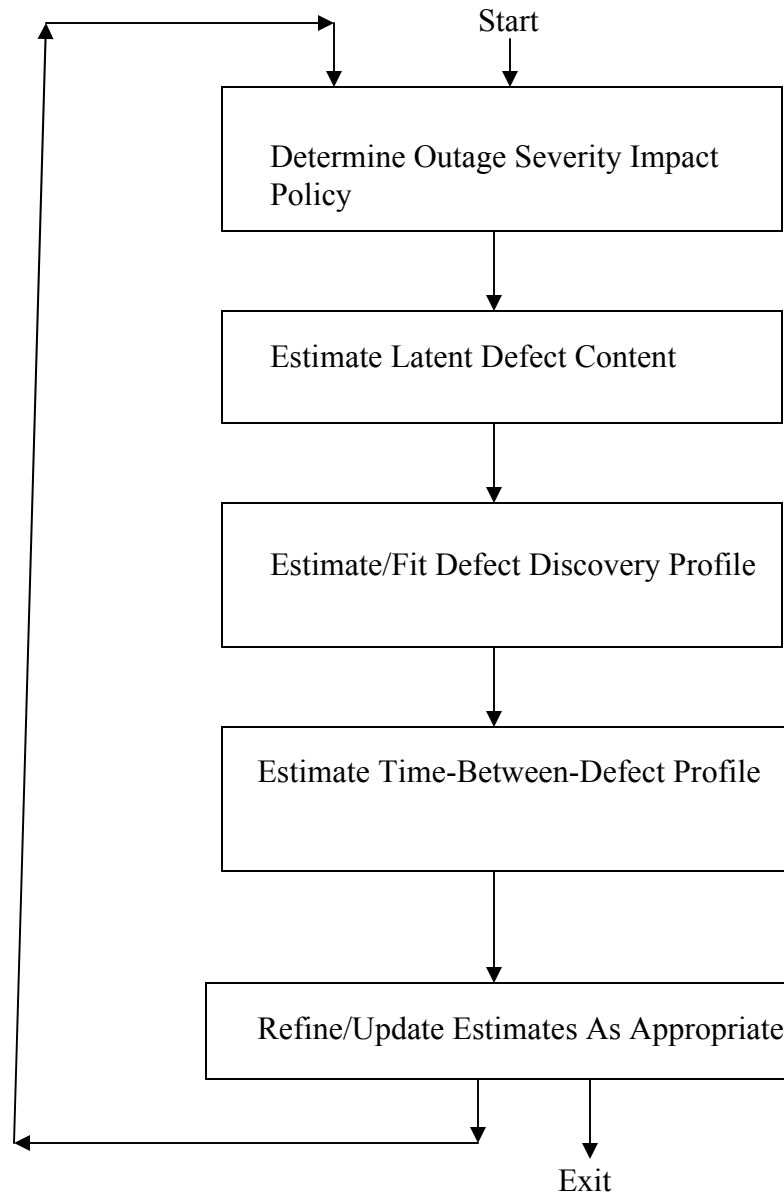 Start
Determine Outage Severity Impact
Policy
Estimate Latent Defect Content
Estimate/Fit Defect Discovery Profile
Estimate Time-Between-Defect Profile
Refine/Update Estimates As Appropriate
Exit